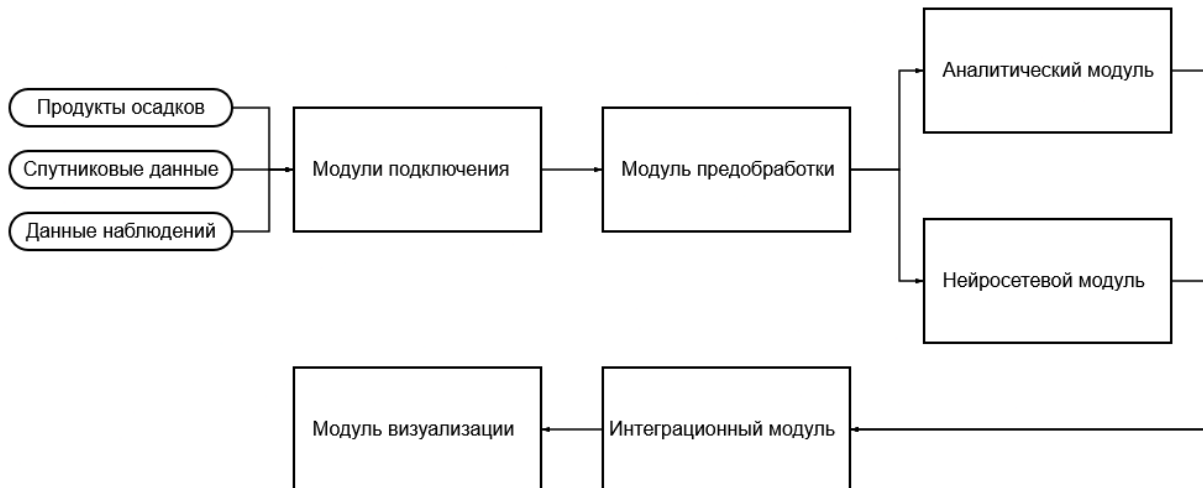 Продукты осадков
Спутниковые данные
Данные наблюдений
Модули подключения
Модуль предобработки
Аналитический модуль
Нейросетевой модуль
Модуль визуализации
Интеграционный модуль